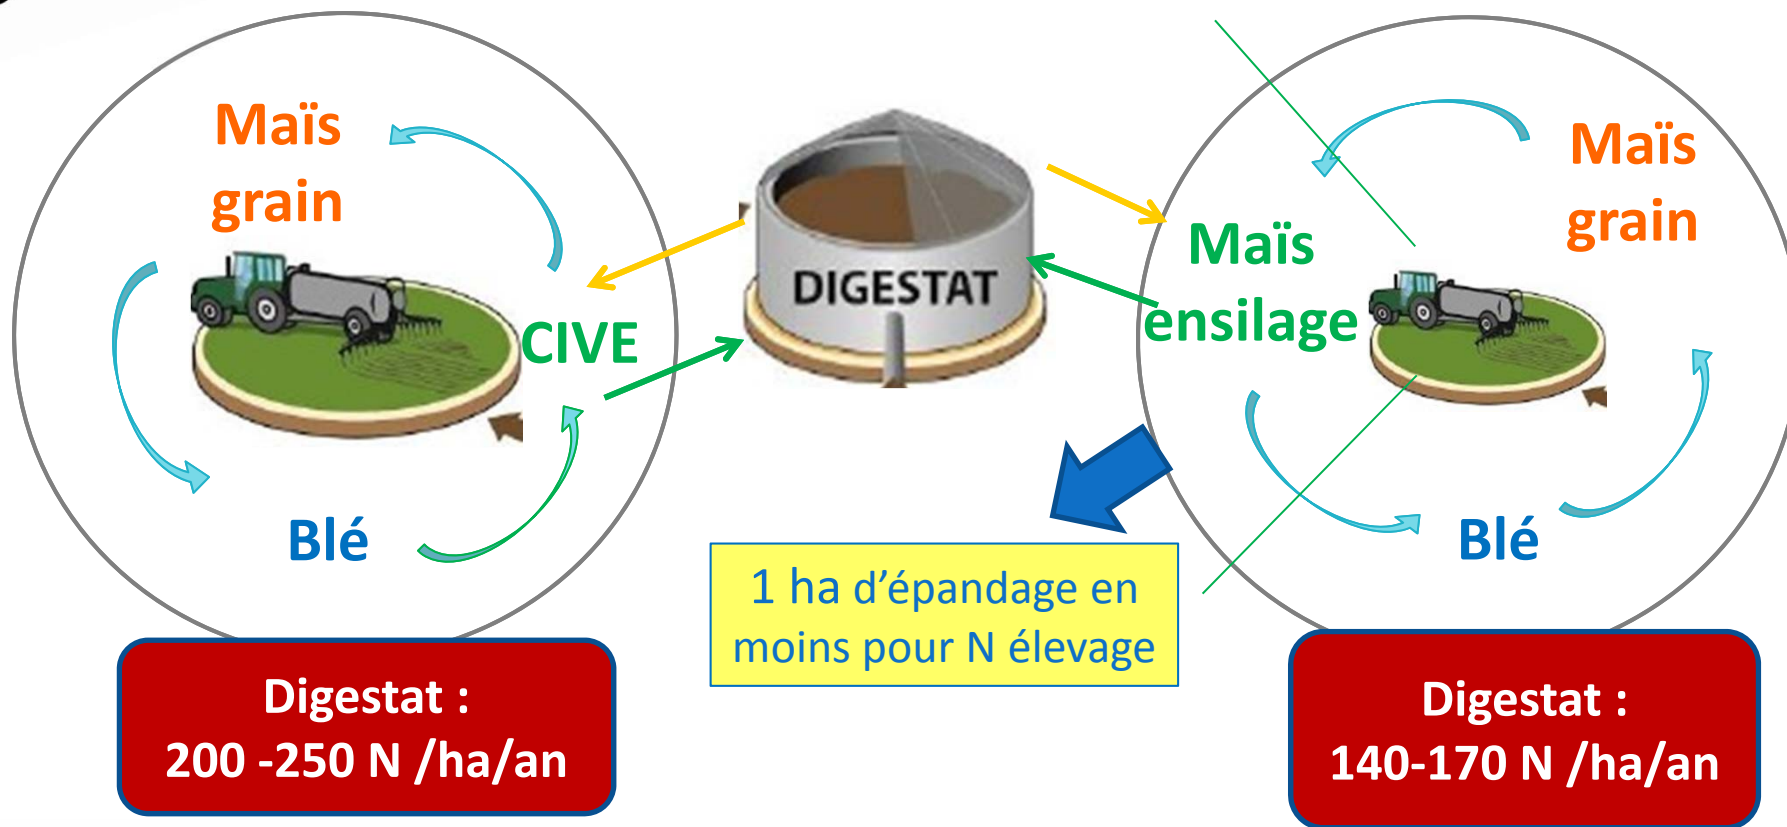 Maïs
grain
CIVE
Blé
Digestat :
200 -250 N /ha/an
DIGESTAT
1 ha d’épandage en
moins pour N élevage
Maïs
grain
Maïs
ensilage
Blé
Digestat :
140-170 N /ha/an